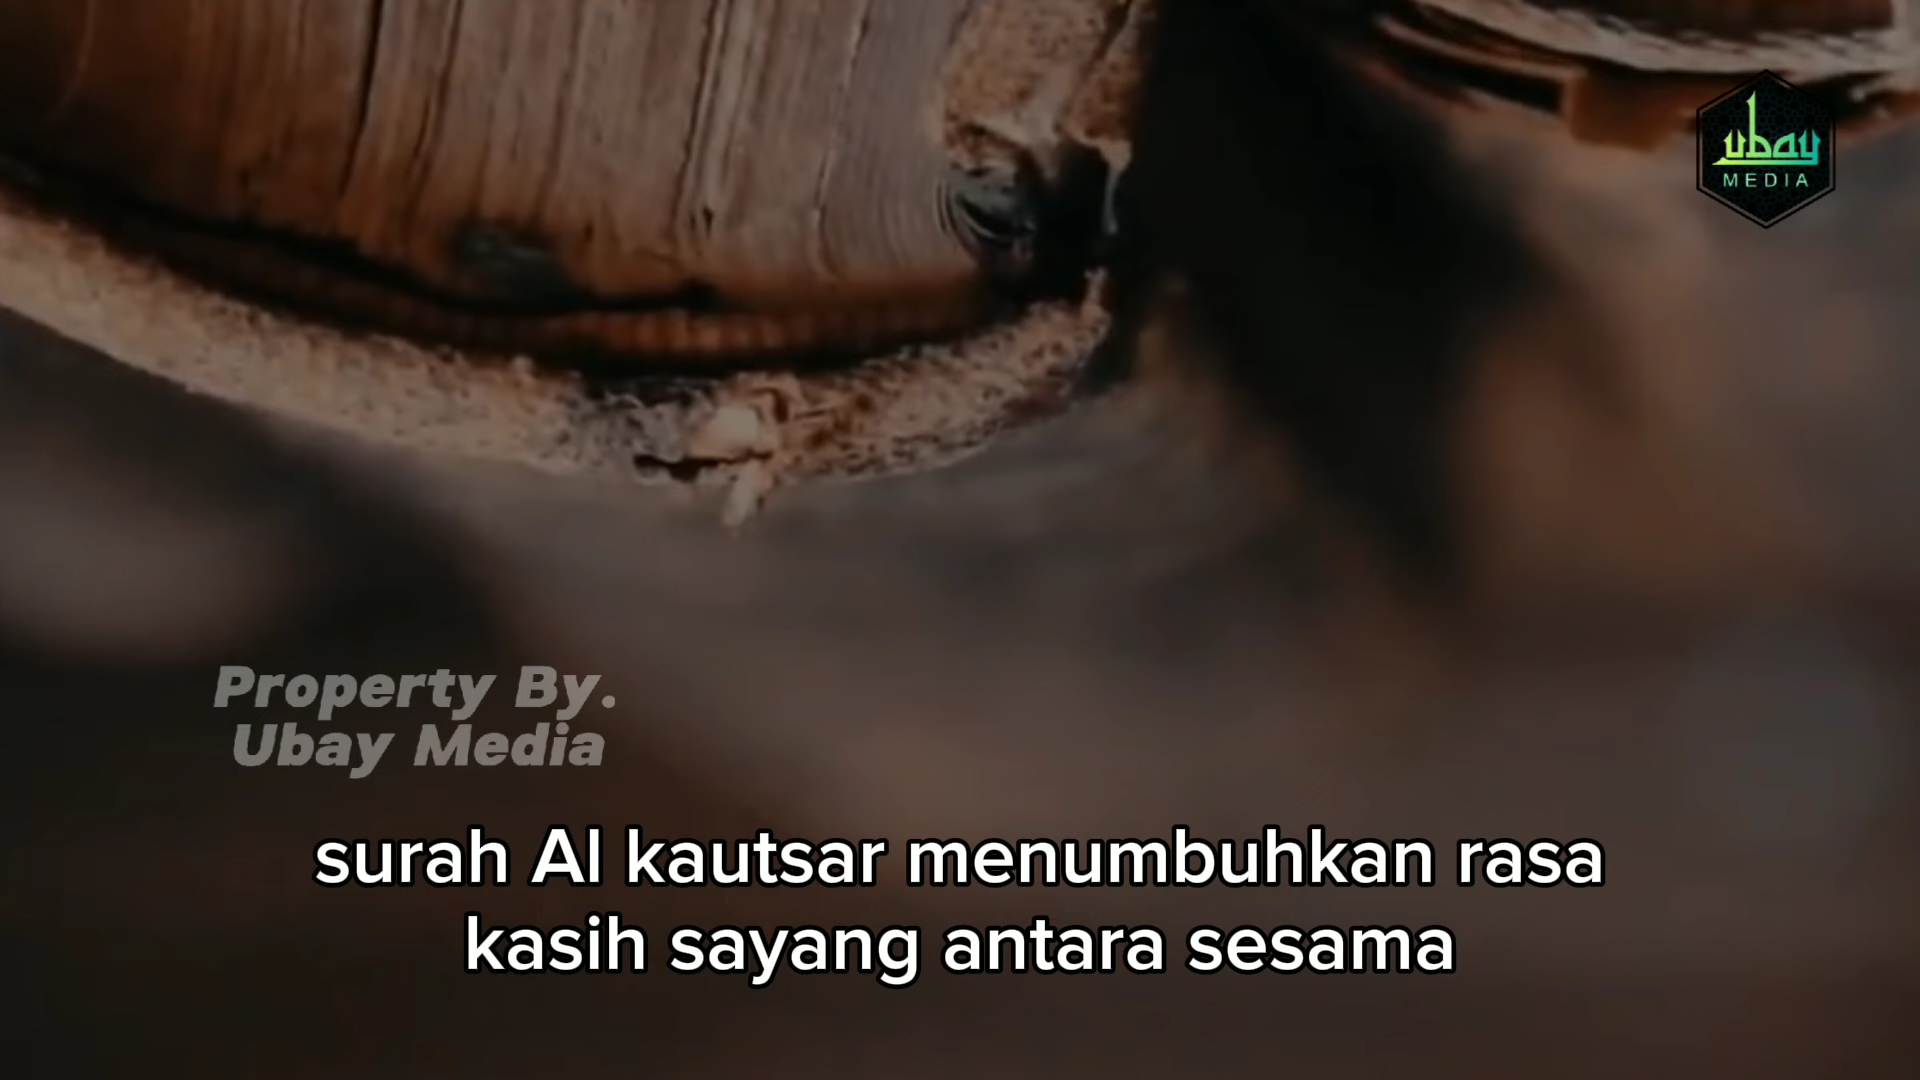 ubay
MEDIA
Property By.
Ubay Media
surah Al kautsar menumbuhkan rasa
kasih sayang antara sesama